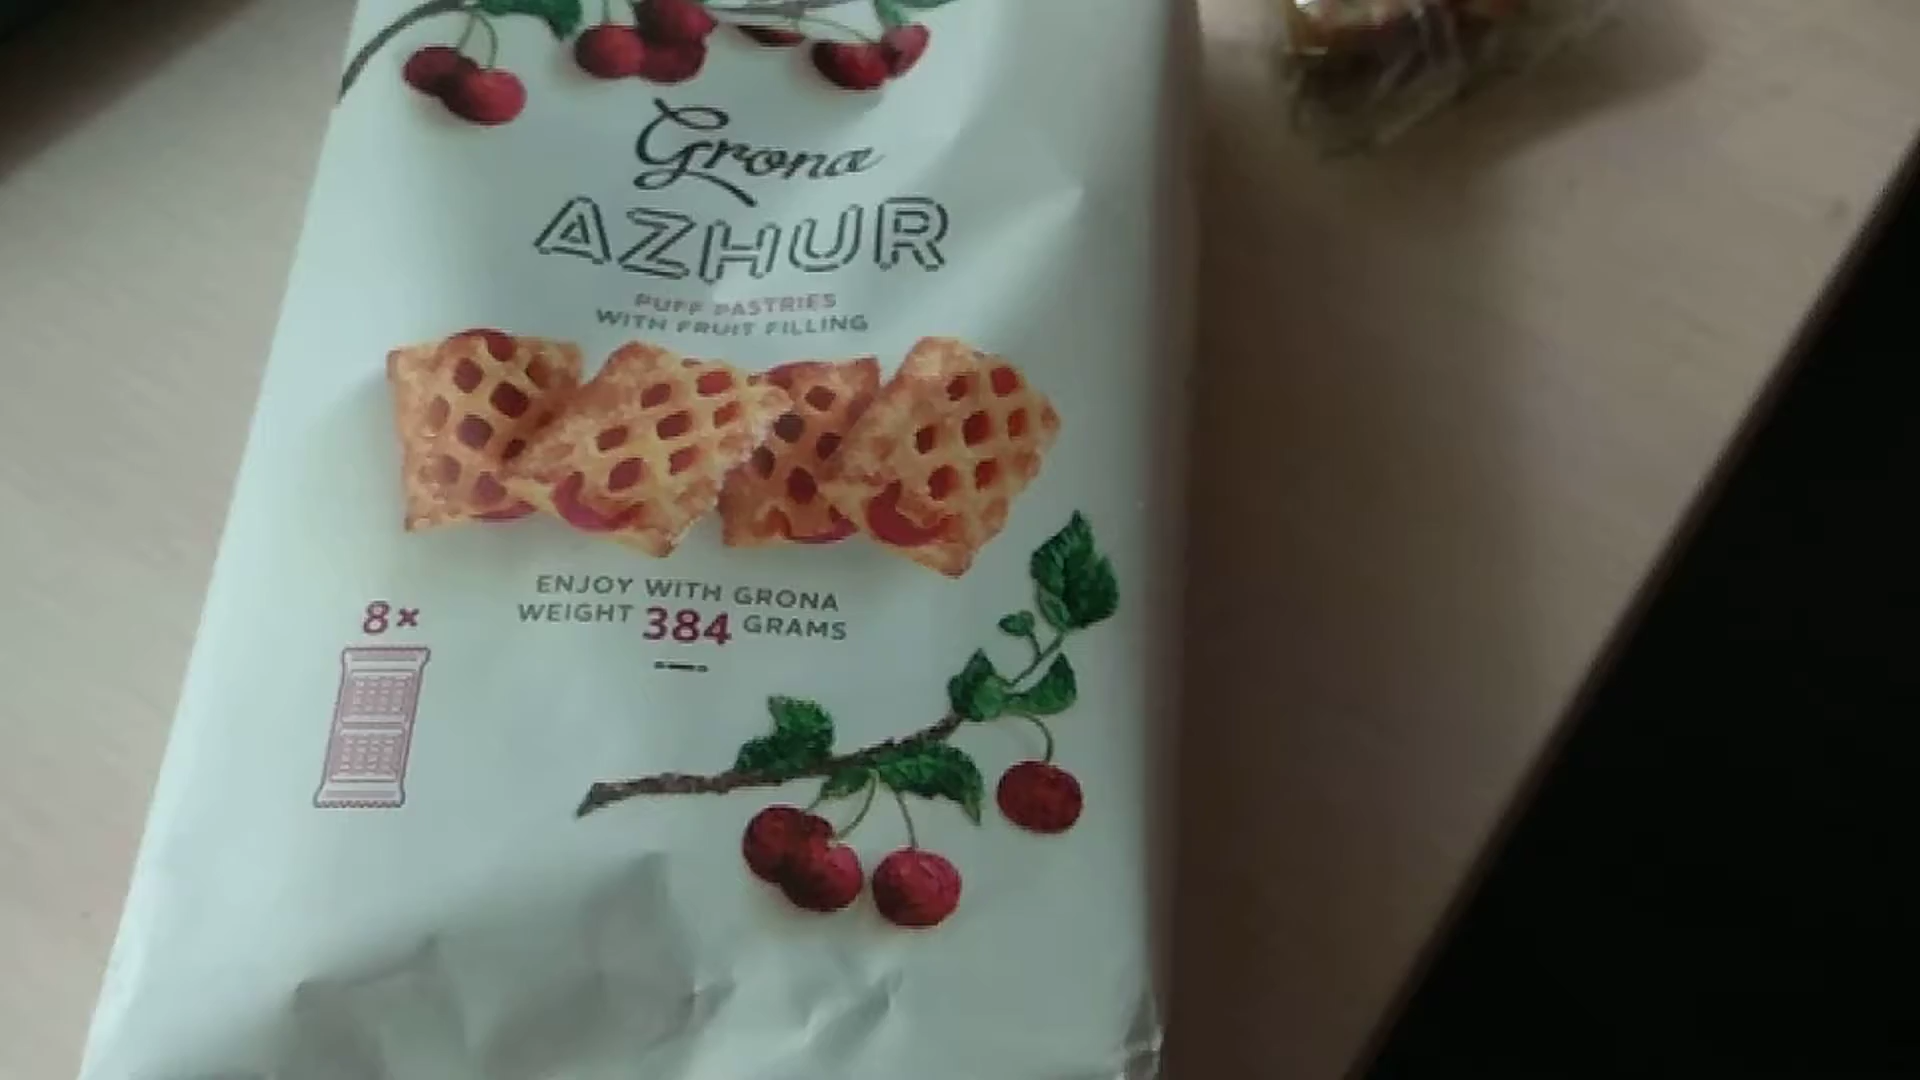 Grona
AZHUR
PUFF PASTRIES
WITH FRUIT FILLING
ENJOY WITH GRONA
WEIGHT 384 GRAMS
8×